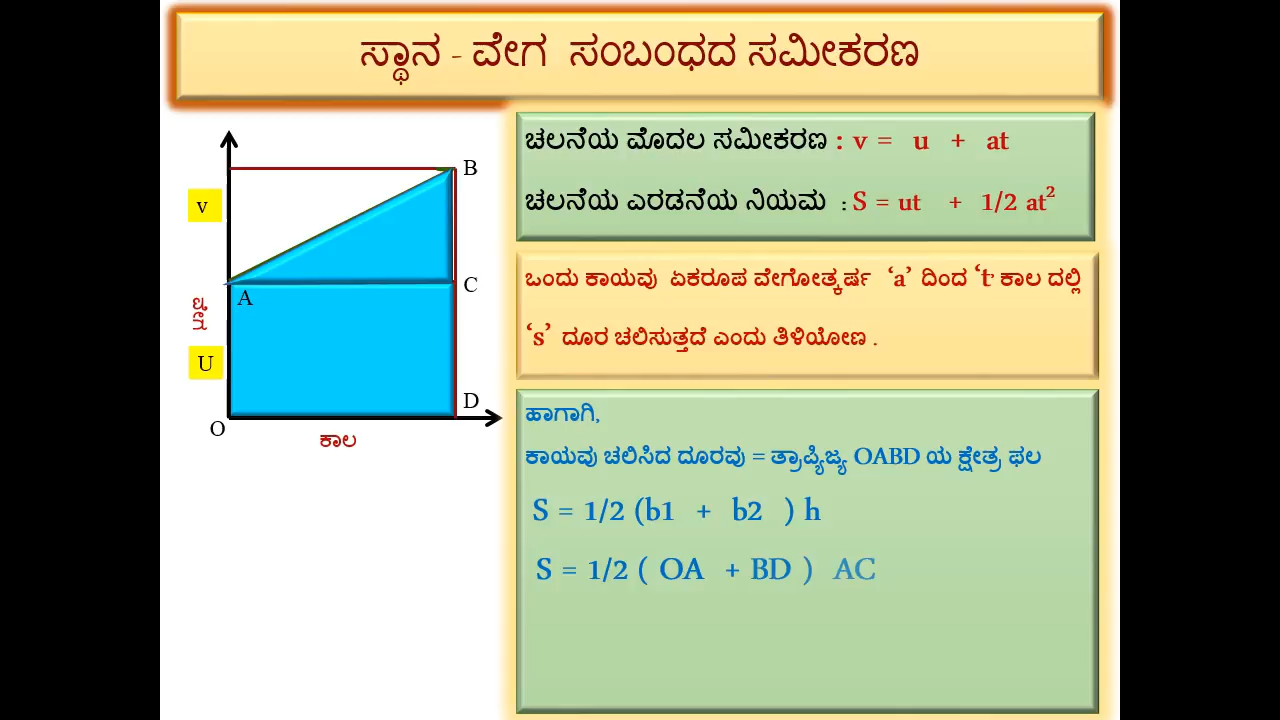 ಸ್ಥಾನ - ವೇಗ ಸಂಬಂಧದ ಸಮೀಕರಣ
ಚಲನೆಯ ಮೊದಲ ಸಮೀಕರಣ : v = u + at
ಚಲನೆಯ ಎರಡನೆಯ ನಿಯಮ : S = ut + 1/2 at²
ಒಂದು ಕಾಯವು ಏಕರೂಪ ವೇಗೋತ್ಕರ್ಷ ‘a’ ದಿಂದ ‘t’ ಕಾಲ ದಲ್ಲಿ
‘s’ ದೂರ ಚಲಿಸುತ್ತದೆ ಎಂದು ತಿಳಿಯೋಣ .
ಹಾಗಾಗಿ,
ಕಾಯವು ಚಲಿಸಿದ ದೂರವು = ತ್ರಾಪ್ಯಿಜ್ಯ OABD ಯ ಕ್ಷೇತ್ರ ಫಲ
S = 1/2 (b1 + b2 ) h
S = 1/2 ( OA + BD ) AC
B
v
C
A
ವೇಗ
U
D
O
ಕಾಲ